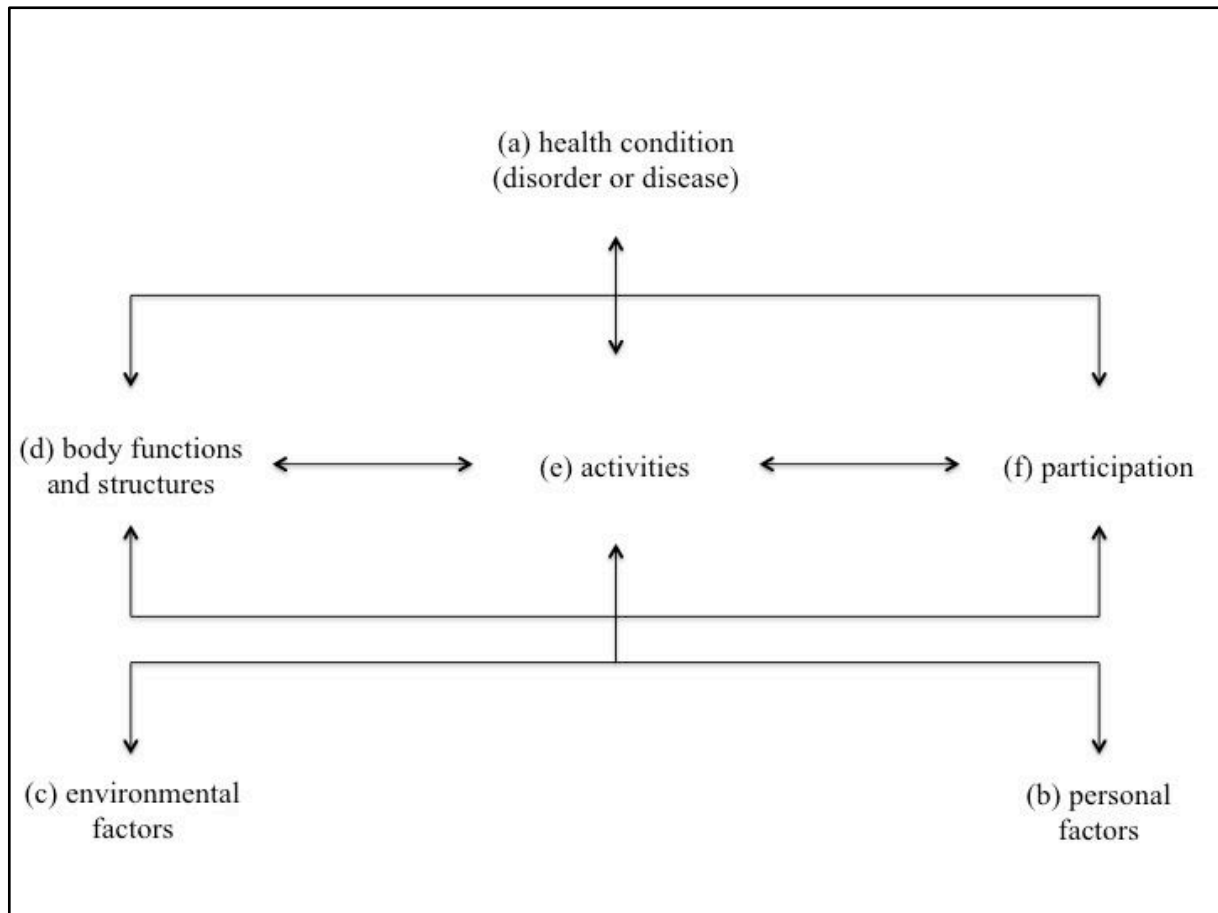 (a) health condition
(disorder or disease)
(d) body functions
and structures
(e) activities
(f) participation
(c) environmental
factors
(b) personal
factors